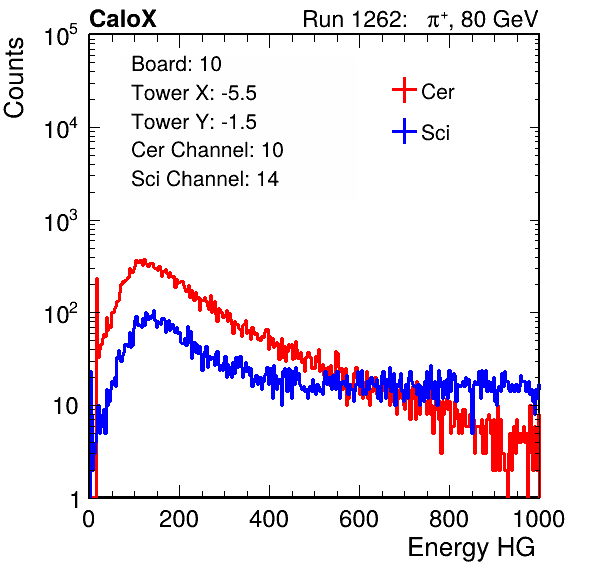 CaloX Run 1262: π⁺, 80 GeV
Counts
10⁵
10⁴
10³
10²
10
1
Board: 10
Tower X: -5.5
Tower Y: -1.5
Cer Channel: 10
Sci Channel: 14
Cer
Sci
0 200 400 600 800 1000
Energy HG